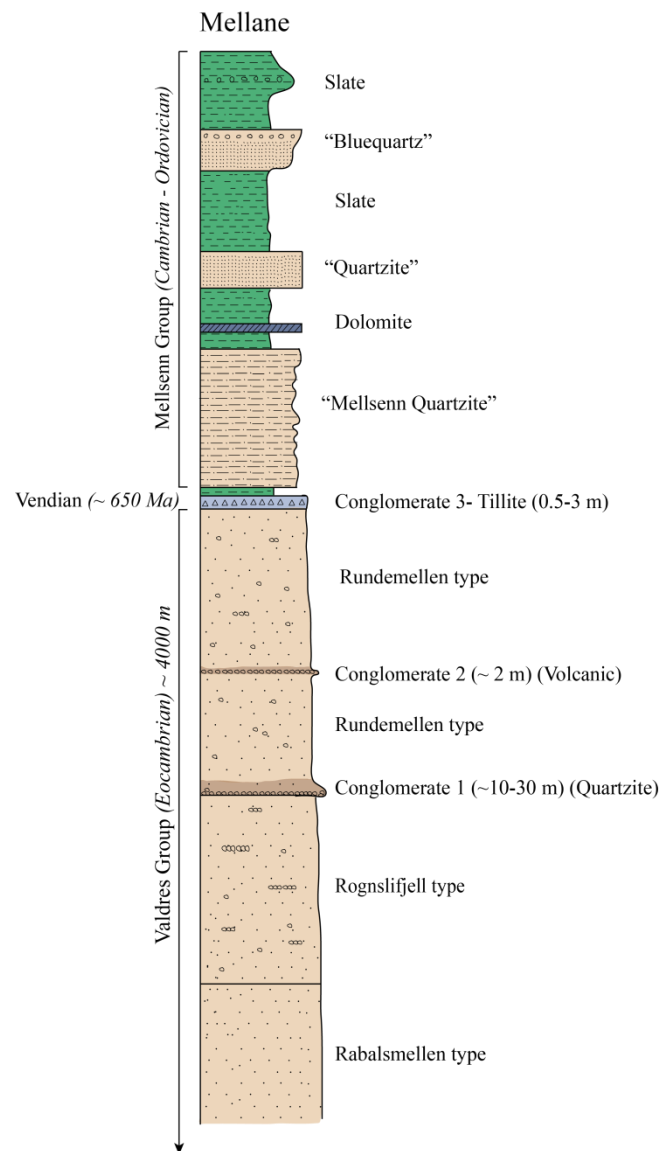 Mellane
Mellsenn Group (Cambrian - Ordovician)
Slate
“Bluequartz”
Slate
“Quartzite”
Dolomite
“Mellsenn Quartzite”
Vendian (~ 650 Ma)
Conglomerate 3- Tillite (0.5-3 m)
Valdres Group (Eocambrian) ~ 4000 m
Rundemellen type
Conglomerate 2 (~ 2 m) (Volcanic)
Rundemellen type
Conglomerate 1 (~10-30 m) (Quartzite)
Rognslifjell type
Rabalsmellen type